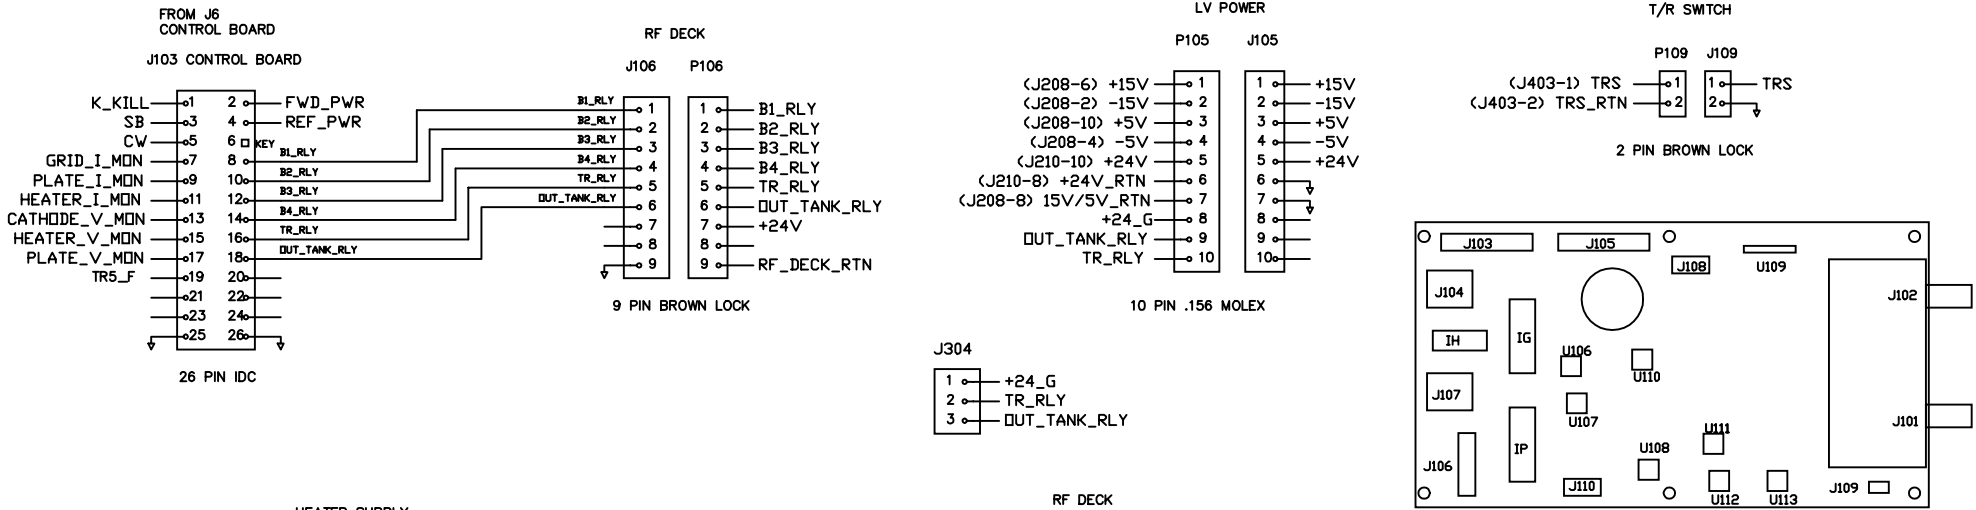 FROM J6
CONTROL BOARD
J103 CONTROL BOARD
K_KILL 1 2 FWD_PWR
SB 3 4 REF_PWR
CW 5 6 KEY
GRID_I_MON 7 8 B1_RLY
PLATE_I_MON 9 10 B2_RLY
HEATER_I_MON 11 12 B3_RLY
CATHODE_V_MON 13 14 B4_RLY
HEATER_V_MON 15 16 TR_RLY
PLATE_V_MON 17 18 OUT_TANK_RLY
TR5_F 19 20
21 22
23 24
25 26
26 PIN IDC
RF DECK
J106 P106
B1_RLY 1 1 B1_RLY
B2_RLY 2 2 B2_RLY
B3_RLY 3 3 B3_RLY
B4_RLY 4 4 B4_RLY
TR_RLY 5 5 TR_RLY
OUT_TANK_RLY 6 6 OUT_TANK_RLY
7 7 +24V
8 8
9 9 RF_DECK_RTN
9 PIN BROWN LOCK
LV POWER
P105 J105
(J208-6) +15V 1 1 +15V
(J208-2) -15V 2 2 -15V
(J208-10) +5V 3 3 +5V
(J208-4) -5V 4 4 -5V
(J210-10) +24V 5 5 +24V
(J210-8) +24V_RTN 6 6
(J208-8) 15V/5V_RTN 7 7
+24_G 8 8
OUT_TANK_RLY 9 9
TR_RLY 10 10
10 PIN .156 MOLEX
J304
1 +24_G
2 TR_RLY
3 OUT_TANK_RLY
RF DECK
T/R SWITCH
P109 J109
(J403-1) TRS 1 1 TRS
(J403-2) TRS_RTN 2 2
2 PIN BROWN LOCK
J103 J105
J108 U109
J104 J102
IH IG
U106 U110
J107 U107
J101
U111
IP U108
J106
J110 J109
U112 U113
HEATER SUPPLY